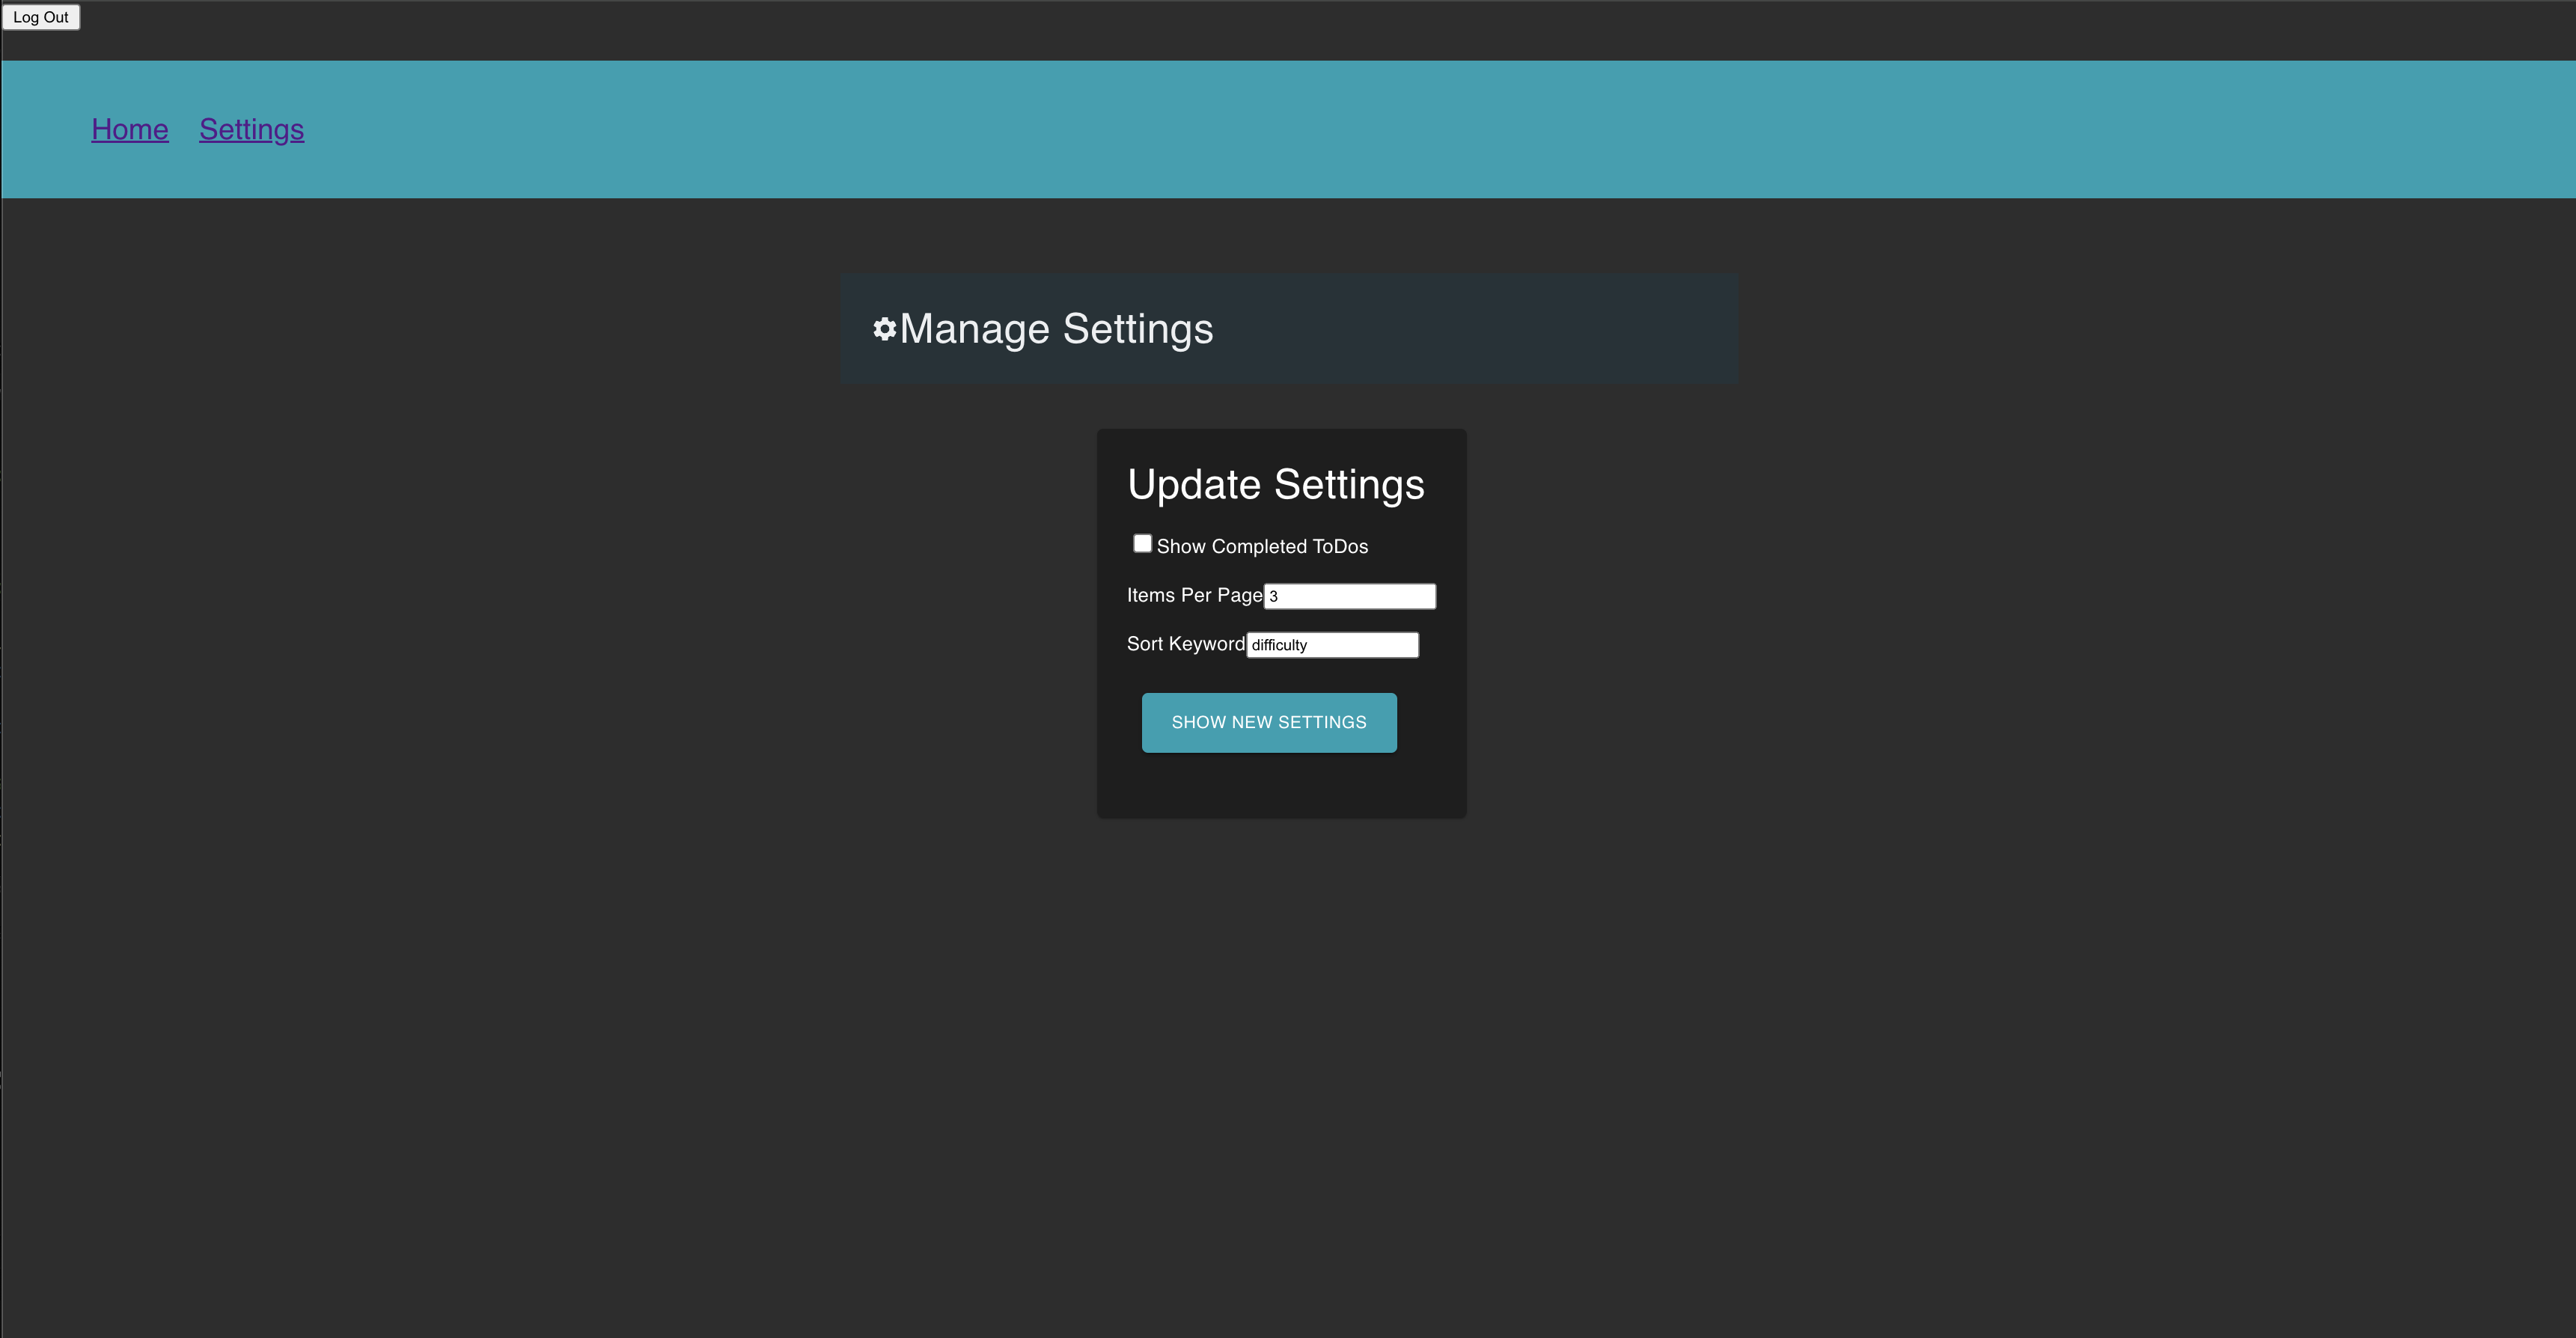 Log Out
Home Settings
Manage Settings
Update Settings
Show Completed ToDos
Items Per Page 3
Sort Keyword difficulty
SHOW NEW SETTINGS